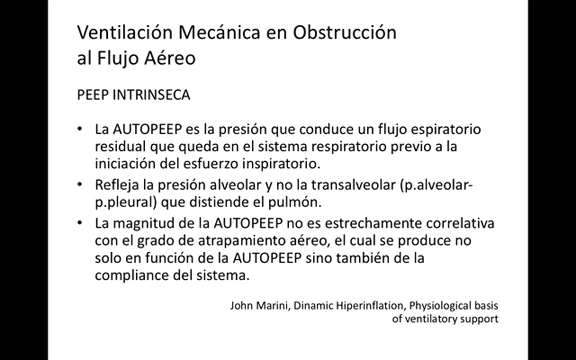 Ventilación Mecánica en Obstrucción
al Flujo Aéreo
PEEP INTRINSECA
• La AUTOPEEP es la presión que conduce un flujo espiratorio
residual que queda en el sistema respiratorio previo a la
iniciación del esfuerzo inspiratorio.
• Refleja la presión alveolar y no la transalveolar (p.alveolar-
p.pleural) que distiende el pulmón.
• La magnitud de la AUTOPEEP no es estrechamente correlativa
con el grado de atrapamiento aéreo, el cual se produce no
solo en función de la AUTOPEEP sino también de la
compliance del sistema.
John Marini, Dinamic Hiperinflation, Physiological basis
of ventilatory support